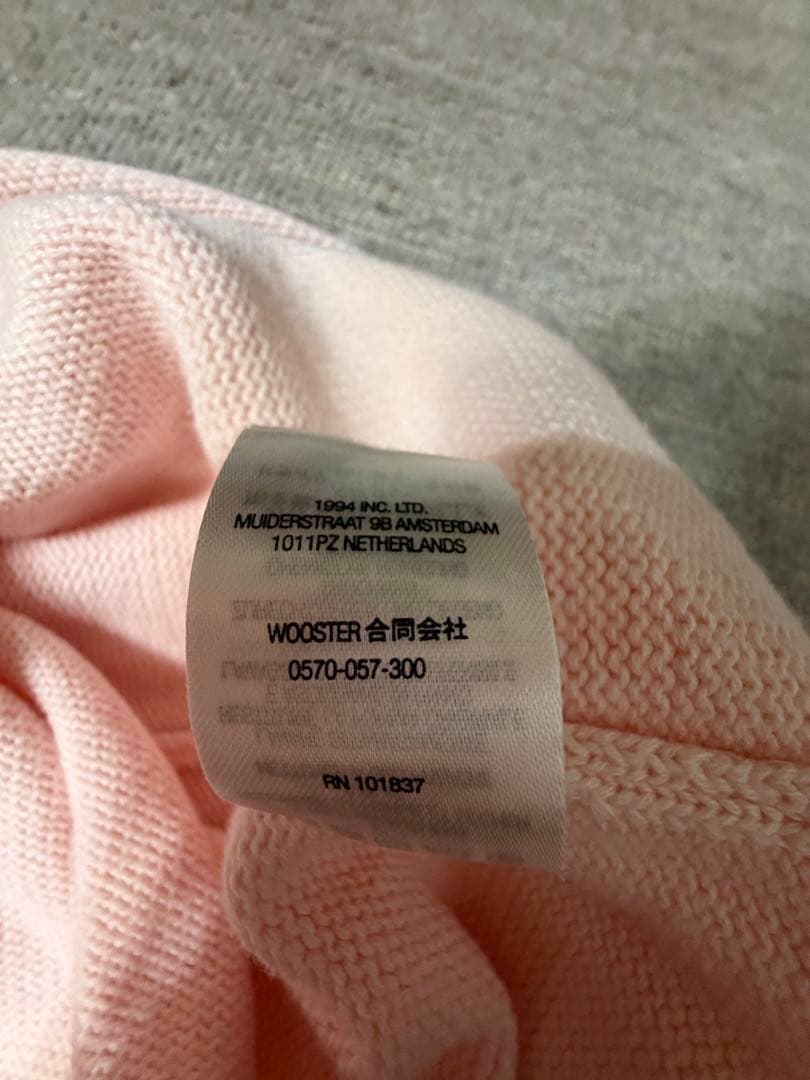 1994 INC. LTD.
MUIDERSTRAAT 9B AMSTERDAM
1011PZ NETHERLANDS
WOOSTER 合同会社
0570-057-300
RN 101837